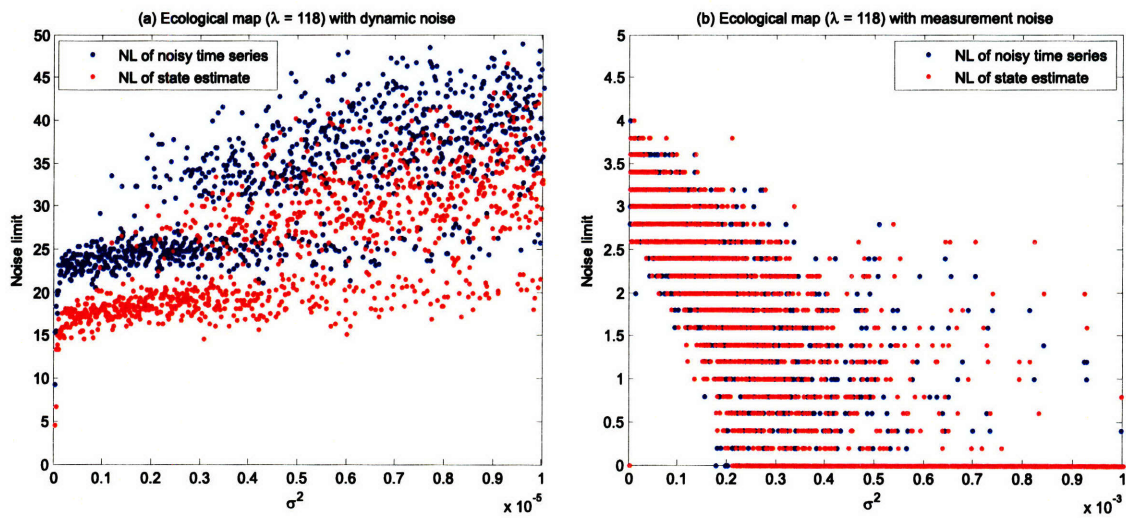 (a) Ecological map (λ = 118) with dynamic noise
NL of noisy time series
NL of state estimate
Noise limit
50
45
40
35
30
25
20
15
10
5
0
0 0.1 0.2 0.3 0.4 0.5 0.6 0.7 0.8 0.9 1
σ²
x 10⁻⁵
(b) Ecological map (λ = 118) with measurement noise
NL of noisy time series
NL of state estimate
Noise limit
5
4.5
4
3.5
3
2.5
2
1.5
1
0.5
0
0 0.1 0.2 0.3 0.4 0.5 0.6 0.7 0.8 0.9 1
σ²
x 10⁻³